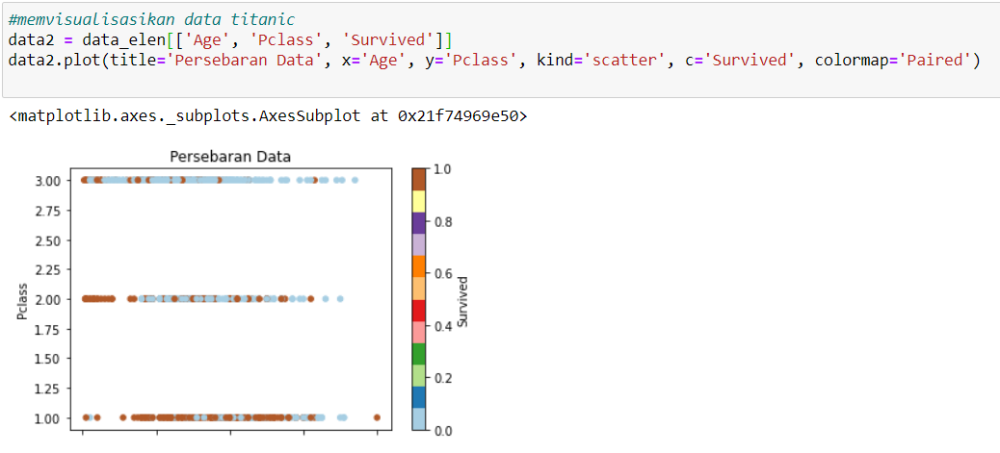 #memvisualisasikan data titanic
data2 = data_elen[['Age', 'Pclass', 'Survived']]
data2.plot(title='Persebaran Data', x='Age', y='Pclass', kind='scatter', c='Survived', colormap='Paired')
<matplotlib.axes._subplots.AxesSubplot at 0x21f74969e50>
Persebaran Data
3.00
2.75
2.50
2.25
2.00
1.75
1.50
1.25
1.00
Pclass
1.0
0.8
0.6
0.4
0.2
0.0
Survived